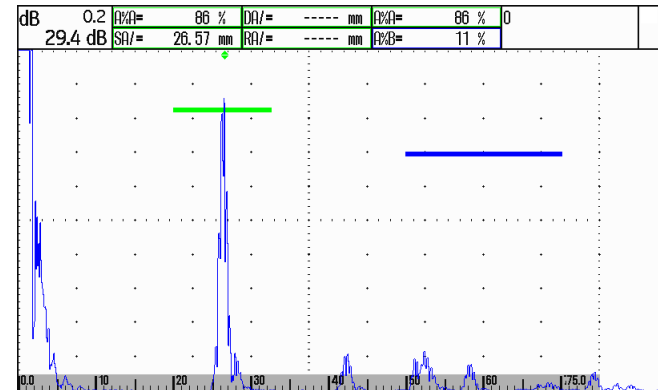 dB 0.2 A%A= 86 % DA/= ----- mm A%A= 86 % 0
29.4 dB SA/= 26.57 mm RA/= ----- mm A%B= 11 %
0.0 10 20 30 50 60 75.0